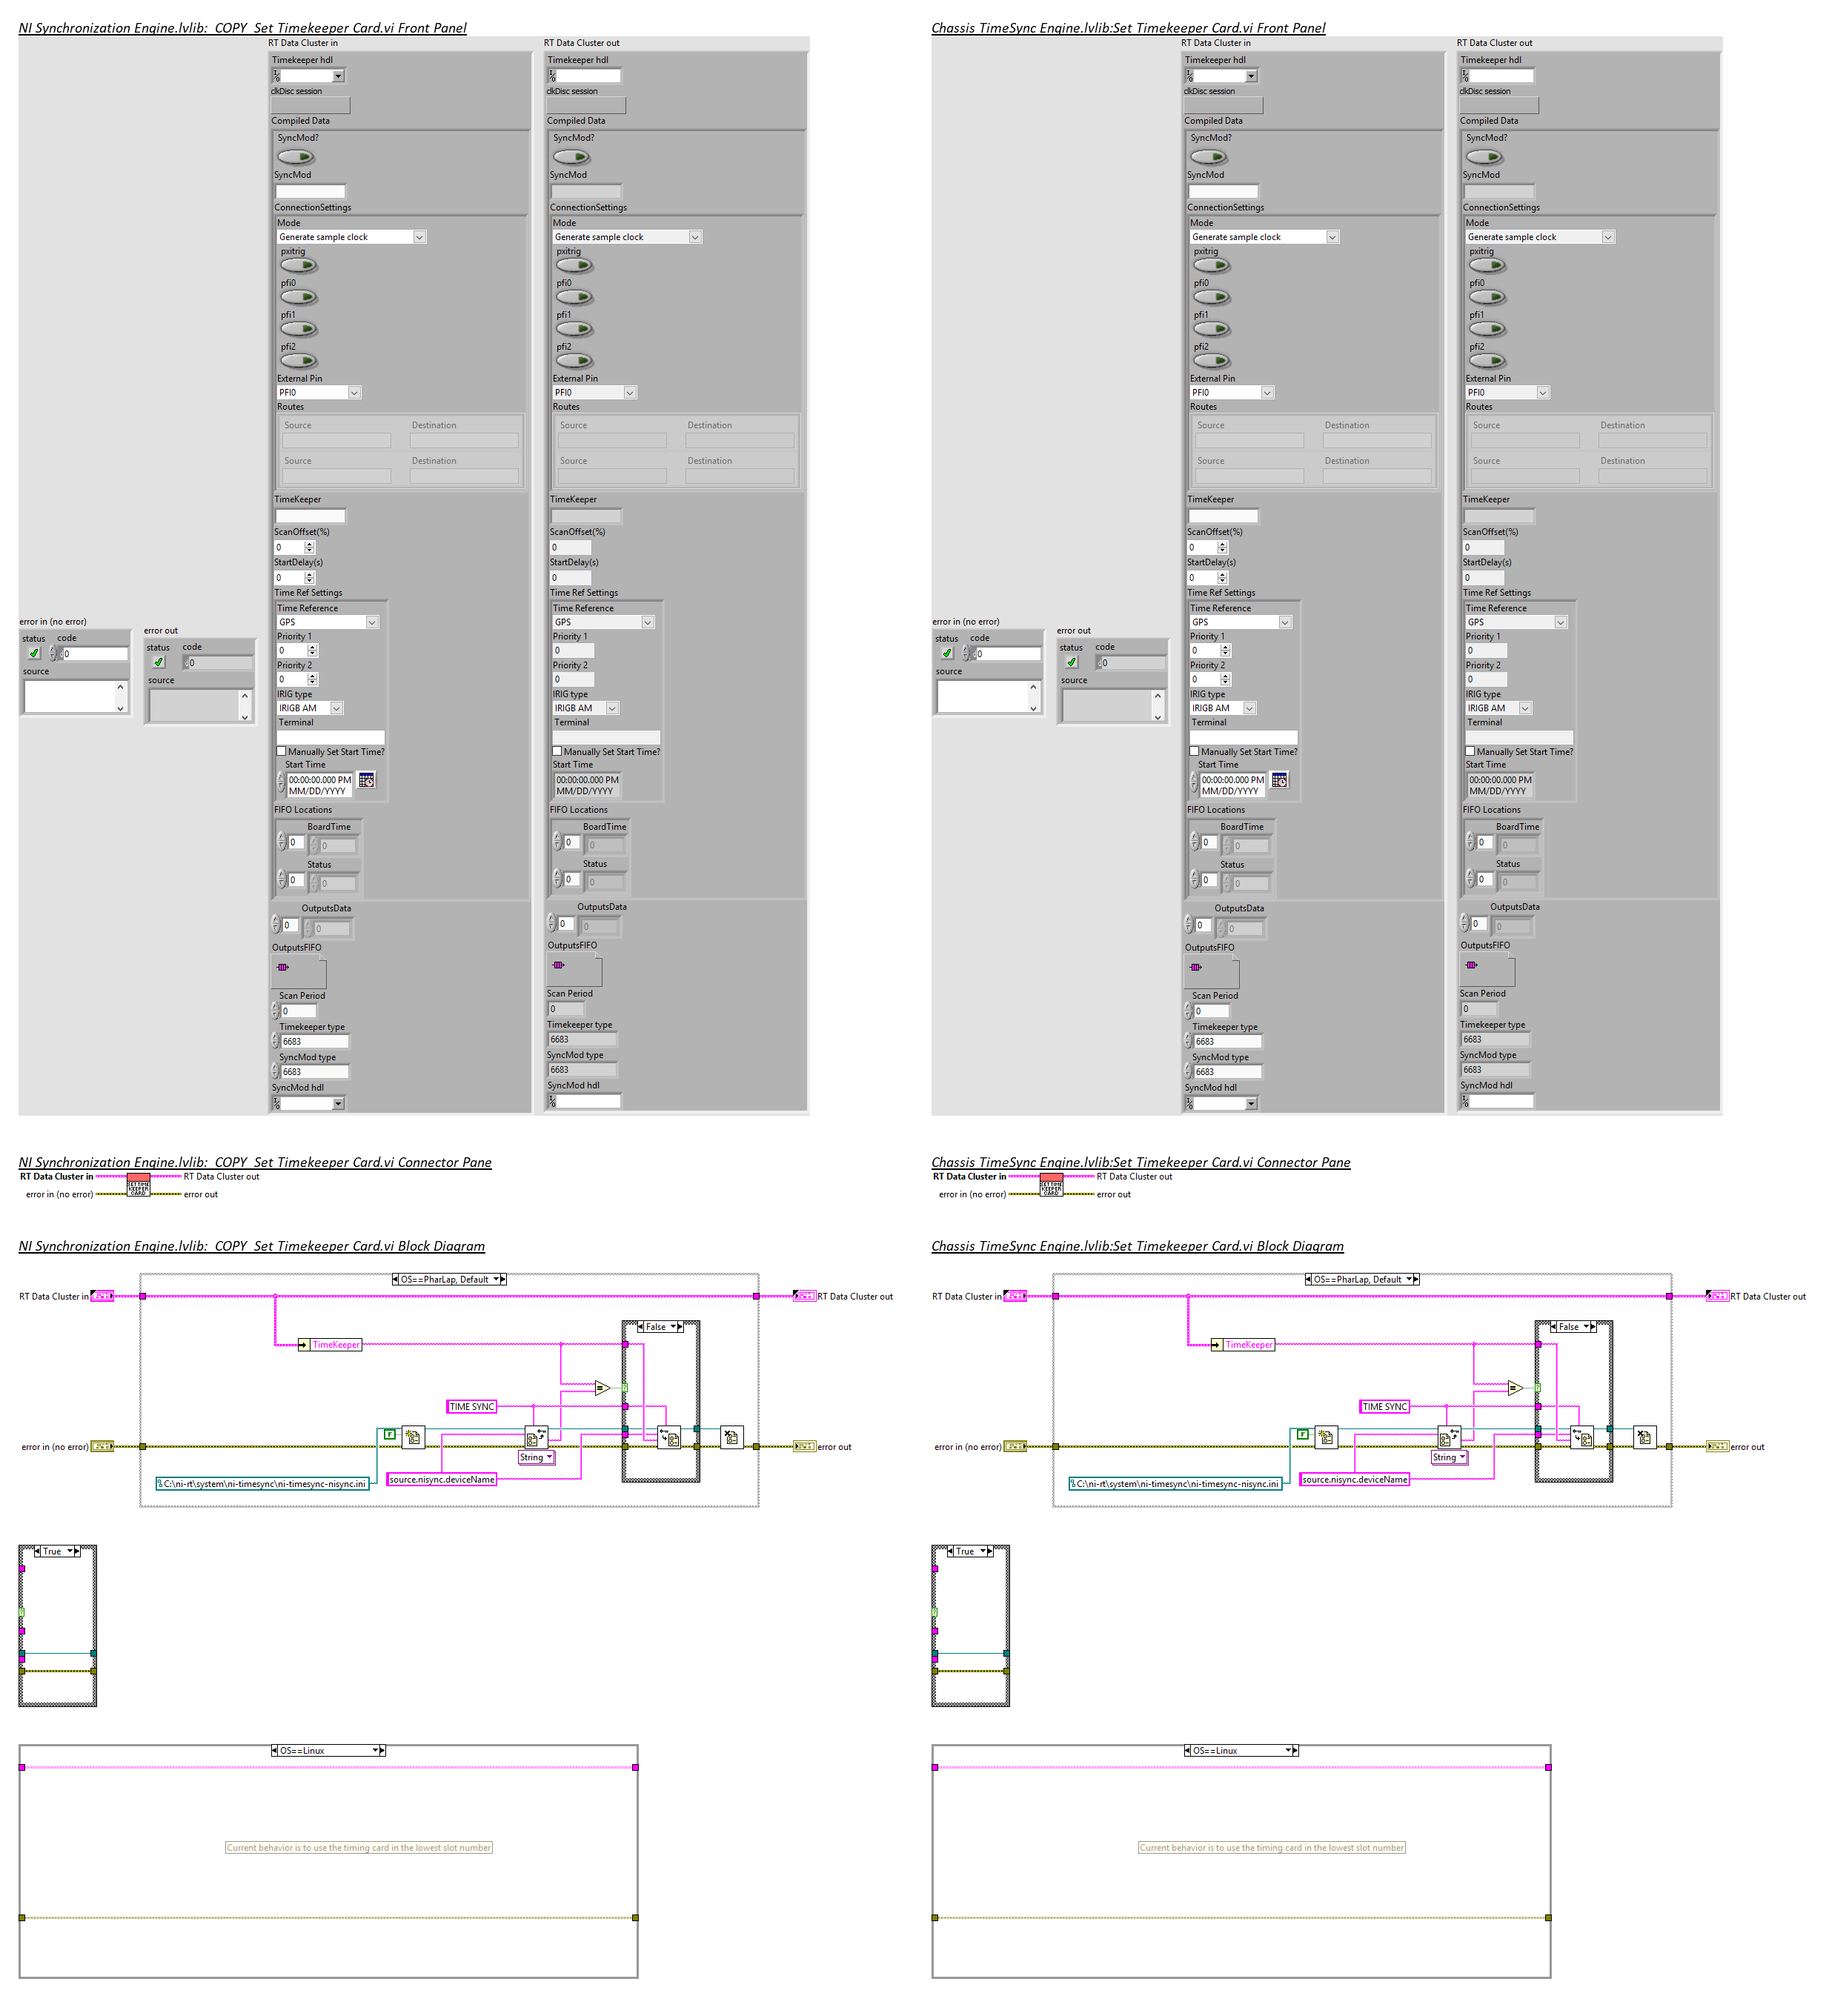 NI Synchronization Engine.lvlib:_COPY_Set Timekeeper Card.vi Front Panel
RT Data Cluster in
RT Data Cluster out
Timekeeper hdl
Timekeeper hdl
clkDisc session
clkDisc session
Compiled Data
Compiled Data
SyncMod?
SyncMod?
SyncMod
SyncMod
ConnectionSettings
ConnectionSettings
Mode
Mode
Generate sample clock
Generate sample clock
pxitrig
pxitrig
pfi0
pfi0
pfi1
pfi1
pfi2
pfi2
External Pin
External Pin
PFI0
PFI0
Routes
Routes
Source Destination
Source Destination
Source Destination
Source Destination
TimeKeeper
TimeKeeper
ScanOffset(%)
ScanOffset(%)
0
0
StartDelay(s)
StartDelay(s)
0
0
Time Ref Settings
Time Ref Settings
Time Reference
Time Reference
GPS
GPS
error in (no error)
status code
0
source
error out
status code
0
source
Priority 1
Priority 1
0
0
Priority 2
Priority 2
0
0
IRIG type
IRIG type
IRIGB AM
IRIGB AM
Terminal
Terminal
Manually Set Start Time?
Manually Set Start Time?
Start Time
Start Time
00:00:00.000 PM
00:00:00.000 PM
MM/DD/YYYY
MM/DD/YYYY
FIFO Locations
FIFO Locations
BoardTime
BoardTime
0 0
0 0
Status
Status
0 0
0 0
OutputsData
OutputsData
0 0
0 0
OutputsFIFO
OutputsFIFO
Scan Period
Scan Period
0
0
Timekeeper type
Timekeeper type
6683
6683
SyncMod type
SyncMod type
6683
6683
SyncMod hdl
SyncMod hdl
Chassis TimeSync Engine.lvlib:Set Timekeeper Card.vi Front Panel
RT Data Cluster in
RT Data Cluster out
Timekeeper hdl
Timekeeper hdl
clkDisc session
clkDisc session
Compiled Data
Compiled Data
SyncMod?
SyncMod?
SyncMod
SyncMod
ConnectionSettings
ConnectionSettings
Mode
Mode
Generate sample clock
Generate sample clock
pxitrig
pxitrig
pfi0
pfi0
pfi1
pfi1
pfi2
pfi2
External Pin
External Pin
PFI0
PFI0
Routes
Routes
Source Destination
Source Destination
Source Destination
Source Destination
TimeKeeper
TimeKeeper
ScanOffset(%)
ScanOffset(%)
0
0
StartDelay(s)
StartDelay(s)
0
0
Time Ref Settings
Time Ref Settings
Time Reference
Time Reference
GPS
GPS
error in (no error)
status code
0
source
error out
status code
0
source
Priority 1
Priority 1
0
0
Priority 2
Priority 2
0
0
IRIG type
IRIG type
IRIGB AM
IRIGB AM
Terminal
Terminal
Manually Set Start Time?
Manually Set Start Time?
Start Time
Start Time
00:00:00.000 PM
00:00:00.000 PM
MM/DD/YYYY
MM/DD/YYYY
FIFO Locations
FIFO Locations
BoardTime
BoardTime
0 0
0 0
Status
Status
0 0
0 0
OutputsData
OutputsData
0 0
0 0
OutputsFIFO
OutputsFIFO
Scan Period
Scan Period
0
0
Timekeeper type
Timekeeper type
6683
6683
SyncMod type
SyncMod type
6683
6683
SyncMod hdl
SyncMod hdl
NI Synchronization Engine.lvlib:_COPY_Set Timekeeper Card.vi Connector Pane
RT Data Cluster in
RT Data Cluster out
SET TIME
KEEPER
CARD
error in (no error)
error out
Chassis TimeSync Engine.lvlib:Set Timekeeper Card.vi Connector Pane
RT Data Cluster in
RT Data Cluster out
SET TIME
KEEPER
CARD
error in (no error)
error out
NI Synchronization Engine.lvlib:_COPY_Set Timekeeper Card.vi Block Diagram
OS==PharLap, Default
RT Data Cluster in
RT Data Cluster out
False
TimeKeeper
TIME SYNC
F
error in (no error)
error out
String
source.nisync.deviceName
C:\ni-rt\system\ni-timesync\ni-timesync-nisync.ini
True
OS==Linux
Current behavior is to use the timing card in the lowest slot number
Chassis TimeSync Engine.lvlib:Set Timekeeper Card.vi Block Diagram
OS==PharLap, Default
RT Data Cluster in
RT Data Cluster out
False
TimeKeeper
TIME SYNC
F
error in (no error)
error out
String
source.nisync.deviceName
C:\ni-rt\system\ni-timesync\ni-timesync-nisync.ini
True
OS==Linux
Current behavior is to use the timing card in the lowest slot number